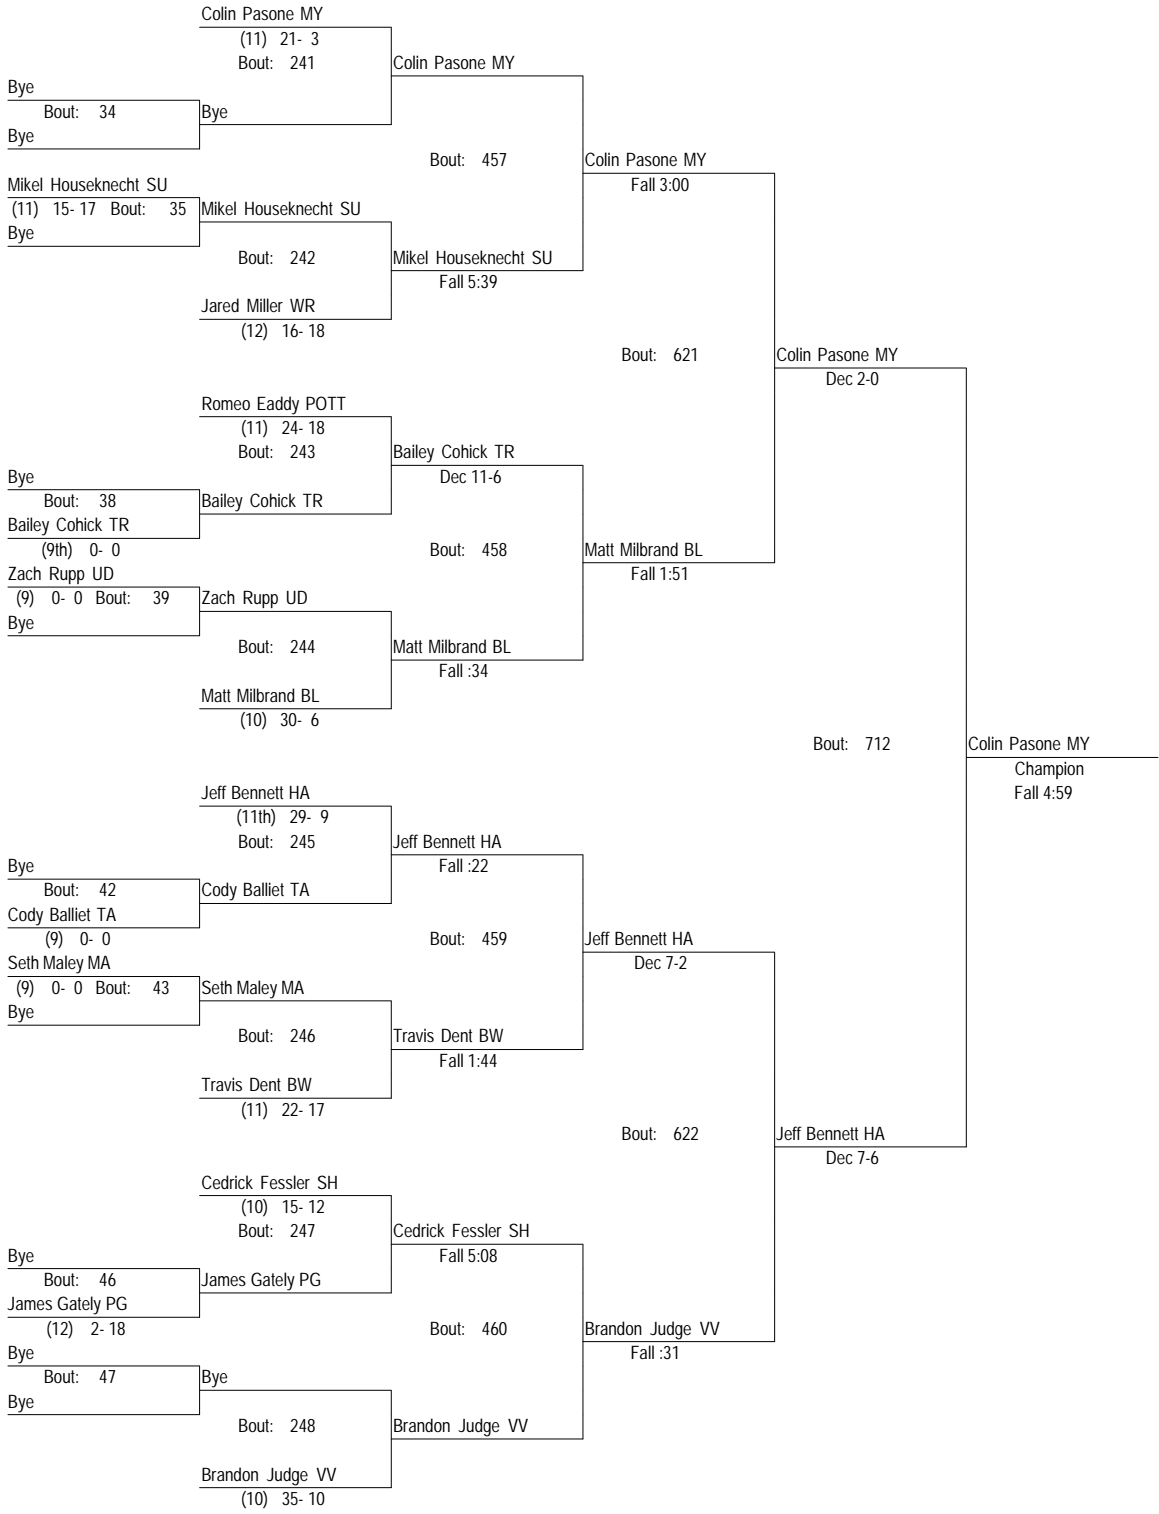 Colin Pasone MY
(11) 21- 3
Bout: 241
Colin Pasone MY
Bye
Bout: 34
Bye
Bye
Bout: 457
Colin Pasone MY
Fall 3:00
Mikel Houseknecht SU
(11) 15- 17 Bout: 35
Mikel Houseknecht SU
Bye
Bout: 242
Mikel Houseknecht SU
Fall 5:39
Jared Miller WR
(12) 16- 18
Bout: 621
Colin Pasone MY
Dec 2-0
Romeo Eaddy POTT
(11) 24- 18
Bout: 243
Bailey Cohick TR
Dec 11-6
Bye
Bout: 38
Bailey Cohick TR
Bailey Cohick TR
(9th) 0- 0
Bout: 458
Matt Milbrand BL
Fall 1:51
Zach Rupp UD
(9) 0- 0 Bout: 39
Zach Rupp UD
Bye
Bout: 244
Matt Milbrand BL
Fall :34
Matt Milbrand BL
(10) 30- 6
Bout: 712
Colin Pasone MY
Champion
Fall 4:59
Jeff Bennett HA
(11th) 29- 9
Bout: 245
Jeff Bennett HA
Fall :22
Bye
Bout: 42
Cody Balliet TA
Cody Balliet TA
(9) 0- 0
Bout: 459
Jeff Bennett HA
Dec 7-2
Seth Maley MA
(9) 0- 0 Bout: 43
Seth Maley MA
Bye
Bout: 246
Travis Dent BW
Fall 1:44
Travis Dent BW
(11) 22- 17
Bout: 622
Jeff Bennett HA
Dec 7-6
Cedrick Fessler SH
(10) 15- 12
Bout: 247
Cedrick Fessler SH
Fall 5:08
Bye
Bout: 46
James Gately PG
James Gately PG
(12) 2- 18
Bout: 460
Brandon Judge VV
Fall :31
Bye
Bout: 47
Bye
Bye
Bout: 248
Brandon Judge VV
Brandon Judge VV
(10) 35- 10